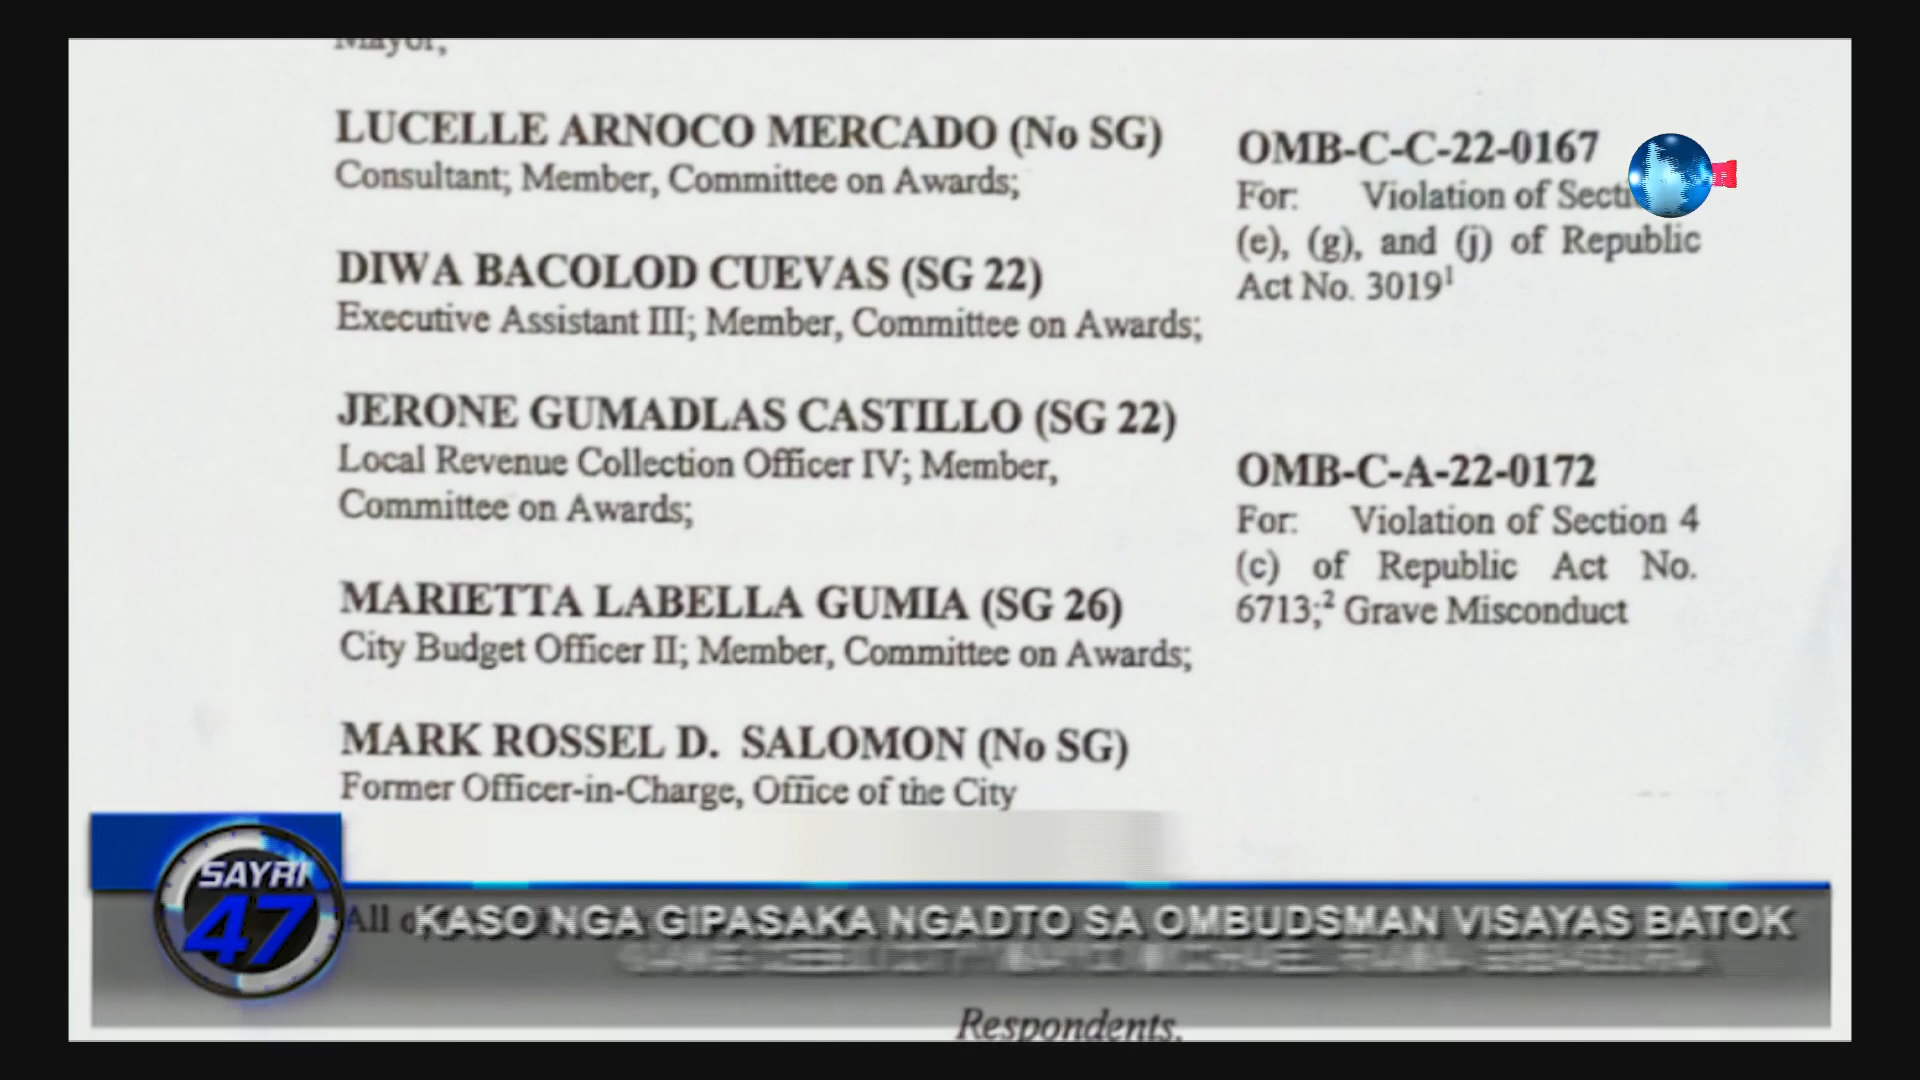 Mayor,
LUCELLE ARNOCO MERCADO (No SG)
Consultant; Member, Committee on Awards;
DIWA BACOLOD CUEVAS (SG 22)
Executive Assistant III; Member, Committee on Awards;
JERONE GUMADLAS CASTILLO (SG 22)
Local Revenue Collection Officer IV; Member,
Committee on Awards;
MARIETTA LABELLA GUMIA (SG 26)
City Budget Officer II; Member, Committee on Awards;
MARK ROSSEL D. SALOMON (No SG)
Former Officer-in-Charge, Office of the City
OMB-C-C-22-0167
For: Violation of
(e), (g), and (j) of Republic
Act No. 3019¹
OMB-C-A-22-0172
For: Violation of Section 4
(c) of Republic Act No.
6713;² Grave Misconduct
SAYRI
47
All
KASO NGA GIPASAKA NGADTO SA OMBUDSMAN VISAYAS BATOK
Respondents.